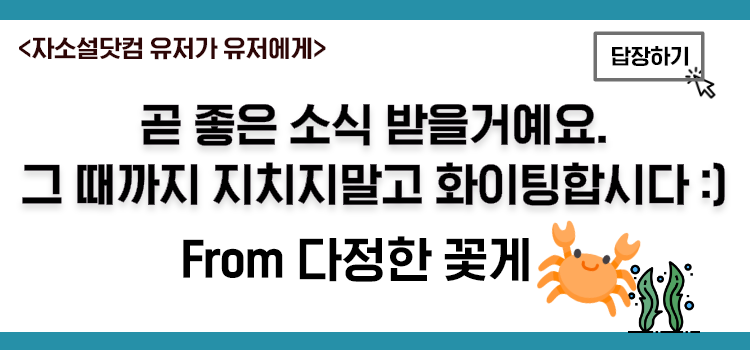 <자소설닷컴 유저가 유저에게>
답장하기
곧 좋은 소식 받을거예요.
그 때까지 지치지말고 화이팅합시다 :)
From 다정한 꽃게